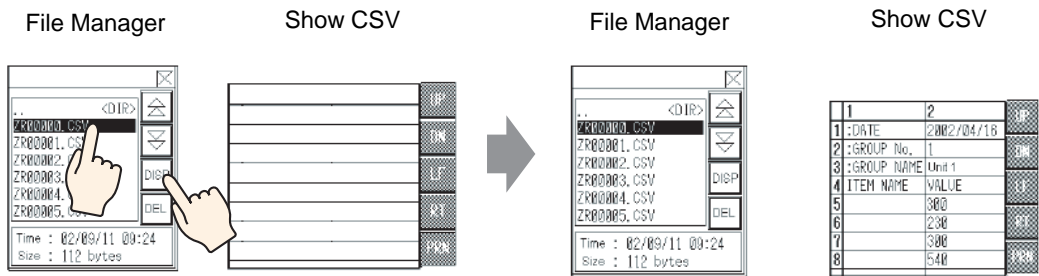 File Manager
Show CSV
<DIR>
..
ZR00000.CSV
ZR00001.CSV
ZR00002.
ZR00003.
ZR00004.
ZR00005.
DISP
DEL
Time : 02/09/11 09:24
Size : 112 bytes
UP
DN
LF
RT
PRN
File Manager
Show CSV
<DIR>
..
ZR00000.CSV
ZR00001.CSV
ZR00002.CSV
ZR00003.CSV
ZR00004.CSV
ZR00005.CSV
DISP
DEL
Time : 02/09/11 09:24
Size : 112 bytes
1 2
1 :DATE 2002/04/16
2 :GROUP No. 1
3 :GROUP NAME Unit 1
4 ITEM NAME VALUE
5 300
6 230
7 300
8 540
UP
DN
LF
RT
PRN